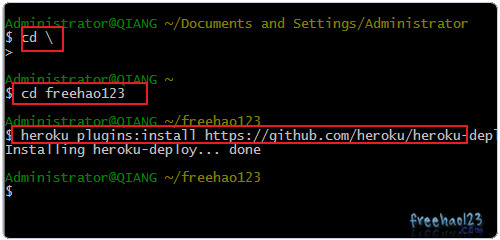 Administrator@QIANG ~/Documents and Settings/Administrator
$ cd \
>
Administrator@QIANG ~
$ cd freehao123
Administrator@QIANG ~/freehao123
$ heroku plugins:install https://github.com/heroku/heroku-depl
Installing heroku-deploy... done
Administrator@QIANG ~/freehao123
$
freehao123
.com